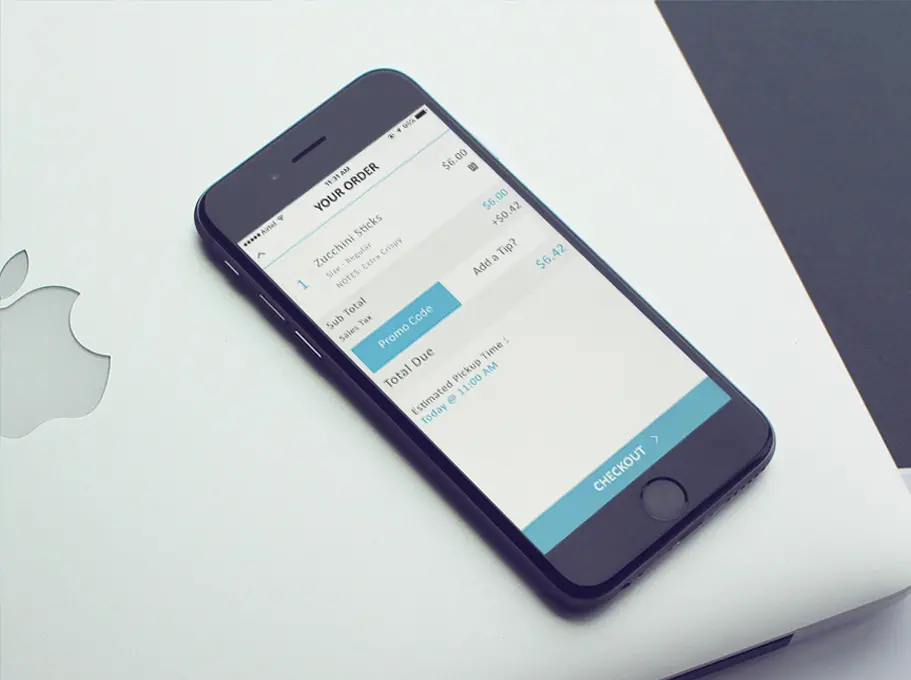 Airtel 11:31 AM 66%
YOUR ORDER
1 Zucchini Sticks $6.00
Size - Regular
NOTES: Extra Crispy
Sub Total $6.00
Sales Tax +$0.42
Promo Code Add a Tip?
Total Due $6.42
Estimated Pickup Time :
Today @ 11:00 AM
CHECKOUT >